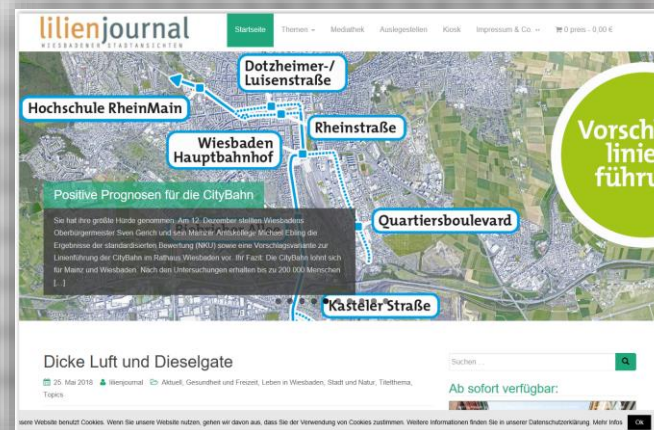 lilienjournal
WIESBADENER STADTANSICHTEN
Startseite Themen Mediathek Auslegestellen Kiosk Impressum & Co. 0 preis - 0,00 €
Dotzheimer-/
Luisenstraße
Hochschule RheinMain
Rheinstraße
Wiesbaden
Hauptbahnhof
Vorsch
linie
führu
Positive Prognosen für die CityBahn
Sie hat ihre größte Hürde genommen. Am 12. Dezember stellten Wiesbadens
Oberbürgermeister Sven Gerich und sein Mainzer Amtskollege Michael Ebling die
Ergebnisse der standardisierten Bewertung (NKU) sowie eine Vorschlagsvariante zur
Linienführung der CityBahn im Rathaus Wiesbaden vor. Ihr Fazit: Die CityBahn lohnt sich
für Mainz und Wiesbaden. Nach den Untersuchungen erhalten bis zu 200.000 Menschen
[...]
Quartiersboulevard
Kasteler Straße
Dicke Luft und Dieselgate
25. Mai 2018 lilienjournal Aktuell, Gesundheit und Freizeit, Leben in Wiesbaden, Stadt und Natur, Titelthema,
Topics
Suchen ...
Ab sofort verfügbar:
sere Website benutzt Cookies. Wenn Sie unsere Website nutzen, gehen wir davon aus, dass Sie der Verwendung von Cookies zustimmen. Weitere Informationen finden Sie in unserer Datenschutzerklärung. Mehr Infos Ok